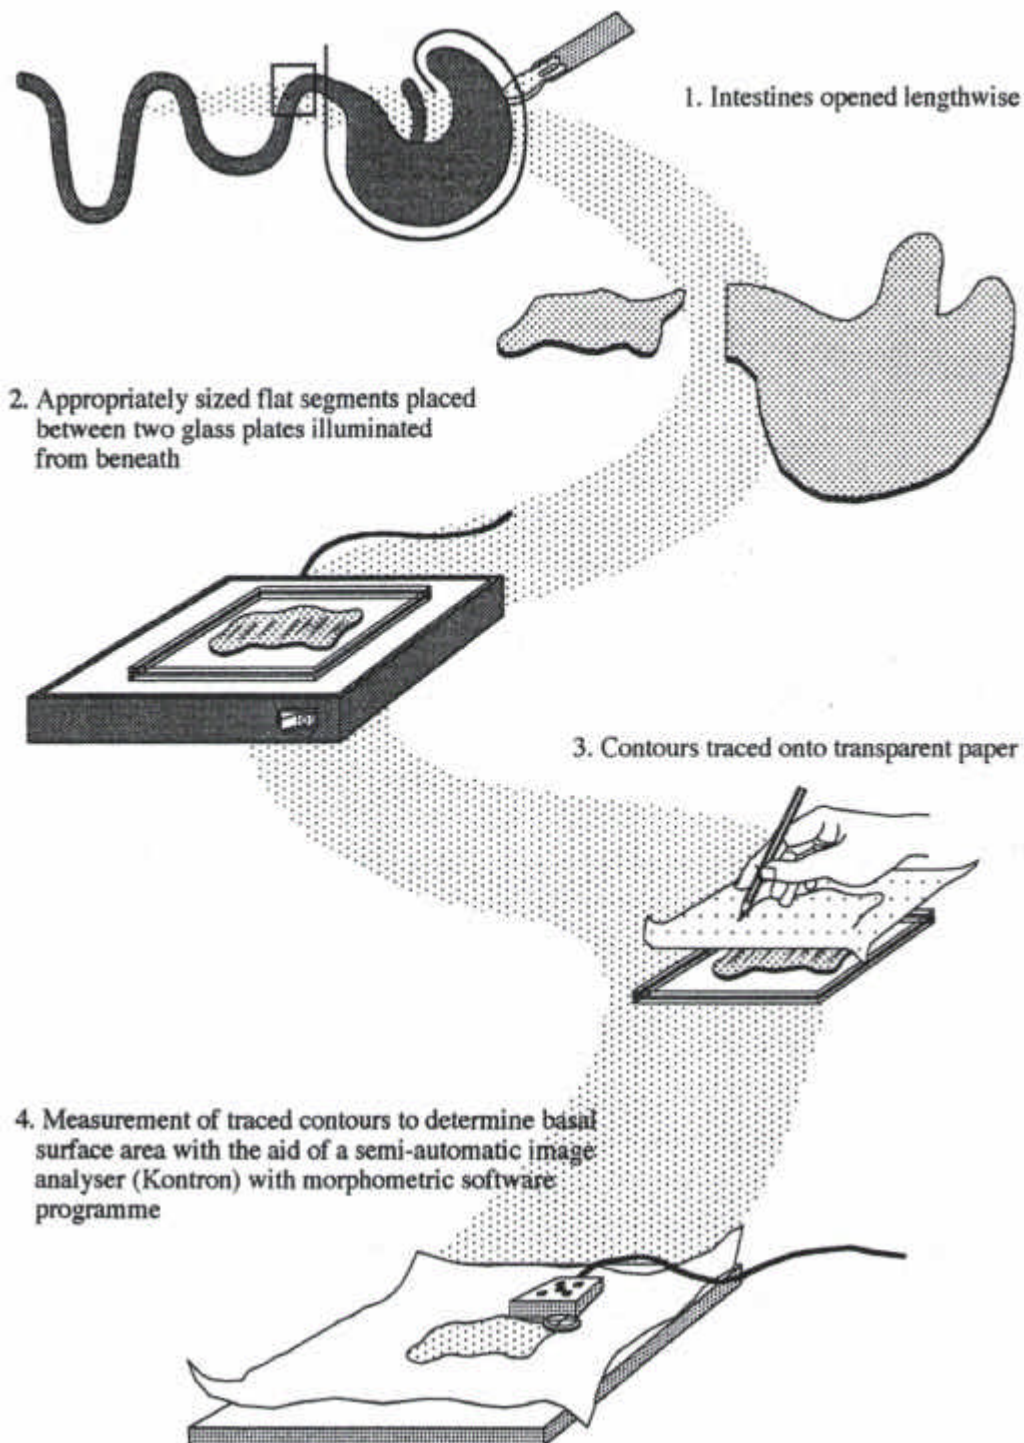 1. Intestines opened lengthwise
2. Appropriately sized flat segments placed
between two glass plates illuminated
from beneath
3. Contours traced onto transparent paper
4. Measurement of traced contours to determine basal
surface area with the aid of a semi-automatic image
analyser (Kontron) with morphometric software
programme